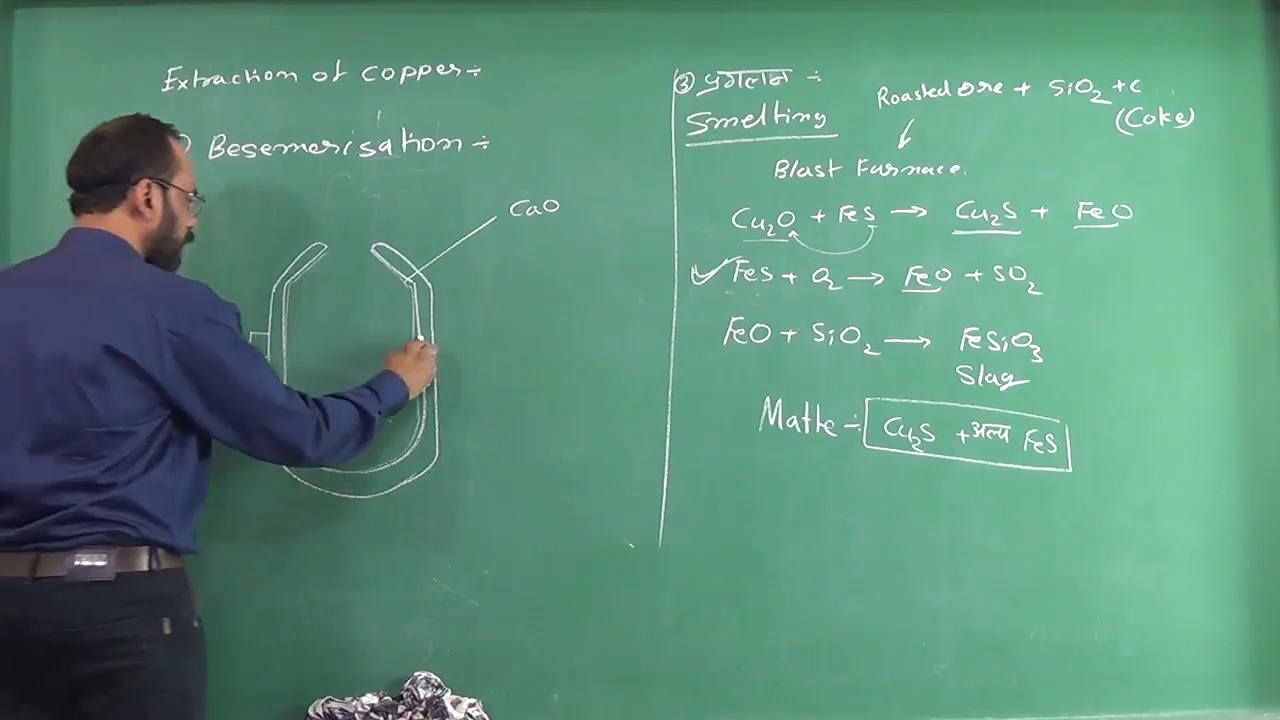 Extraction of copper ÷
) Besemerisation ÷
CaO
③ प्रगलन ÷
Smelting
Roasted Ore + SiO₂ + C
(Coke)
↓
Blast Furnace.
Cu₂O + FeS → Cu₂S + FeO
✓ FeS + O₂ → FeO + SO₂
FeO + SiO₂ → FeSiO₃
Slag
Matte ÷ Cu₂S + अल्प FeS